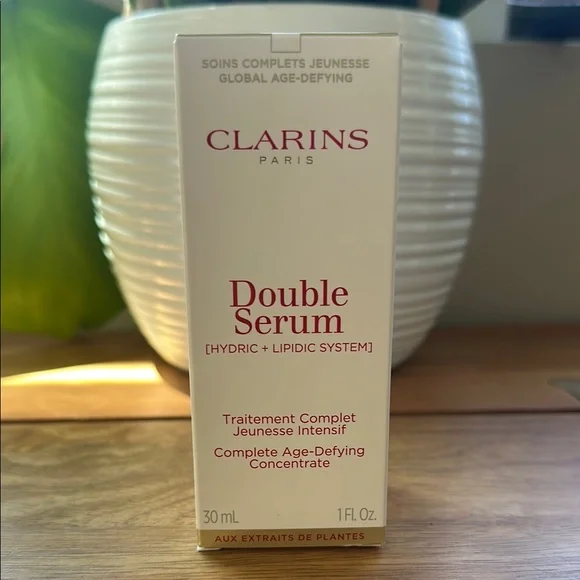 SOINS COMPLETS JEUNESSE
GLOBAL AGE-DEFYING
CLARINS
PARIS
Double
Serum
[HYDRIC + LIPIDIC SYSTEM]
Traitement Complet
Jeunesse Intensif
Complete Age-Defying
Concentrate
30 mL 1 Fl. Oz.
AUX EXTRAITS DE PLANTES